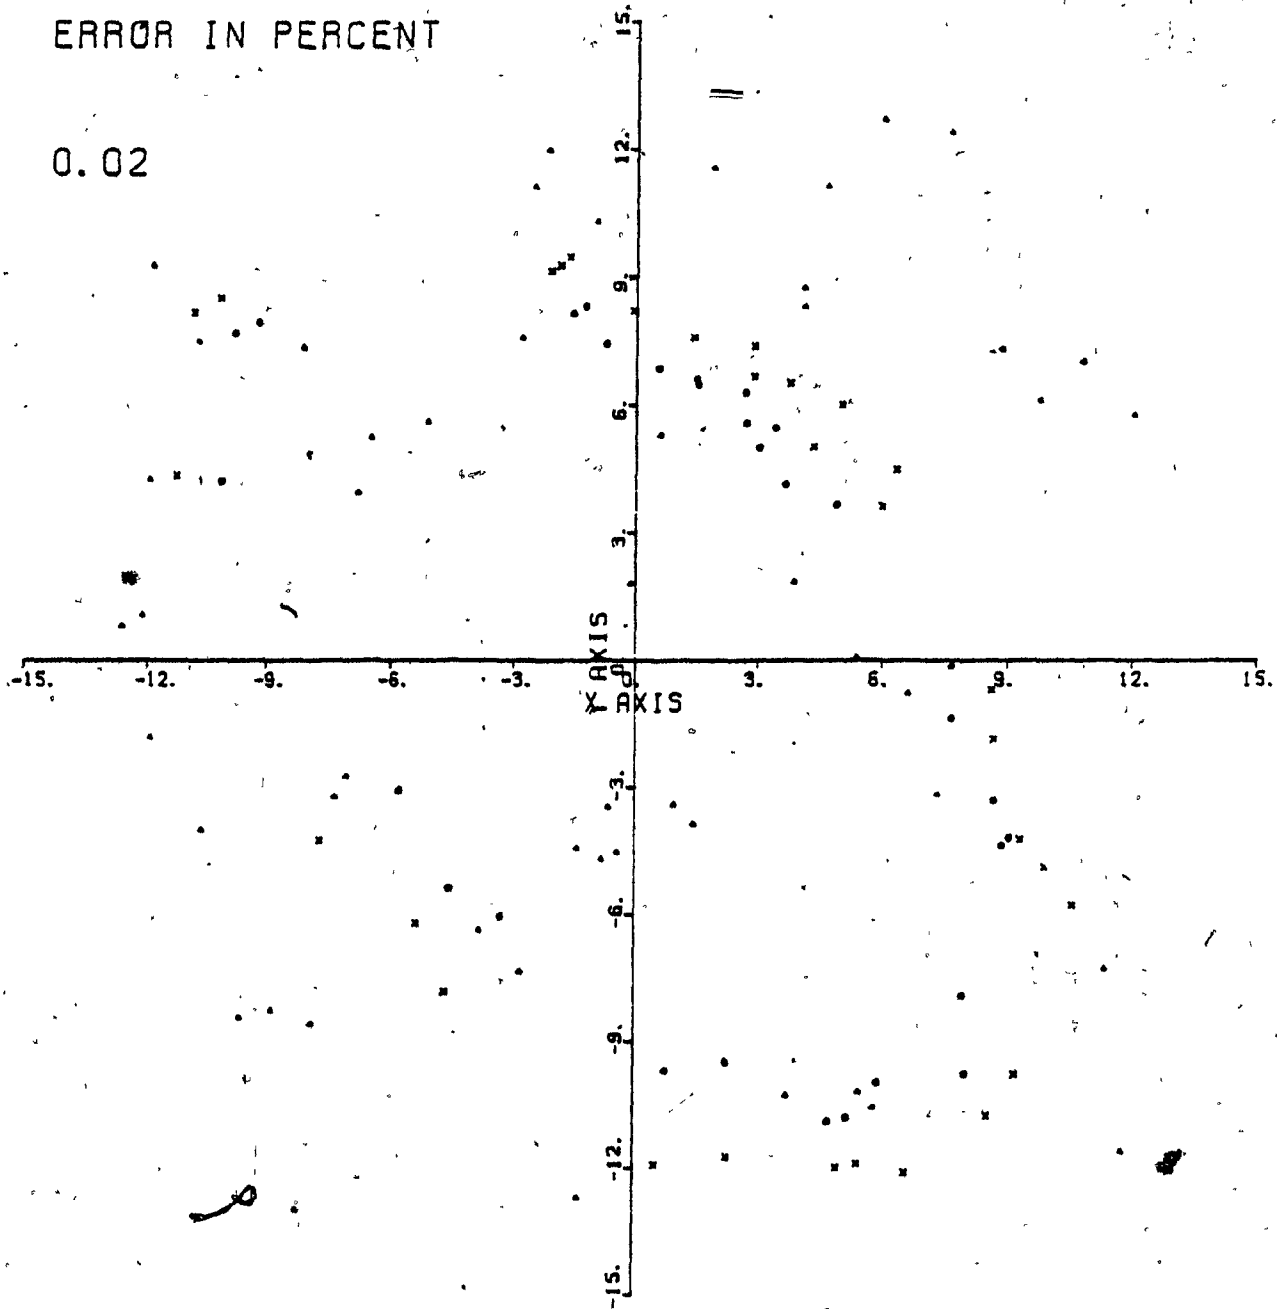 ERROR IN PERCENT
0.02
15.
12.
9.
6.
3.
Y AXIS
-15. -12. -9. -6. -3. 0. 3. 6. 9. 12. 15.
X AXIS
-3.
-6.
-9.
-12.
-15.